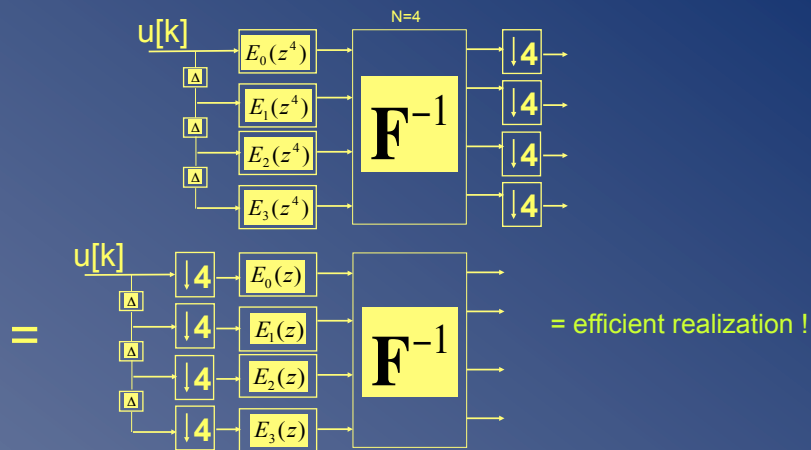 N=4
u[k]
Δ
Δ
Δ
E₀(z⁴)
E₁(z⁴)
E₂(z⁴)
E₃(z⁴)
F⁻¹
↓4
↓4
↓4
↓4
=
u[k]
Δ
Δ
Δ
↓4
↓4
↓4
↓4
E₀(z)
E₁(z)
E₂(z)
E₃(z)
F⁻¹
= efficient realization !